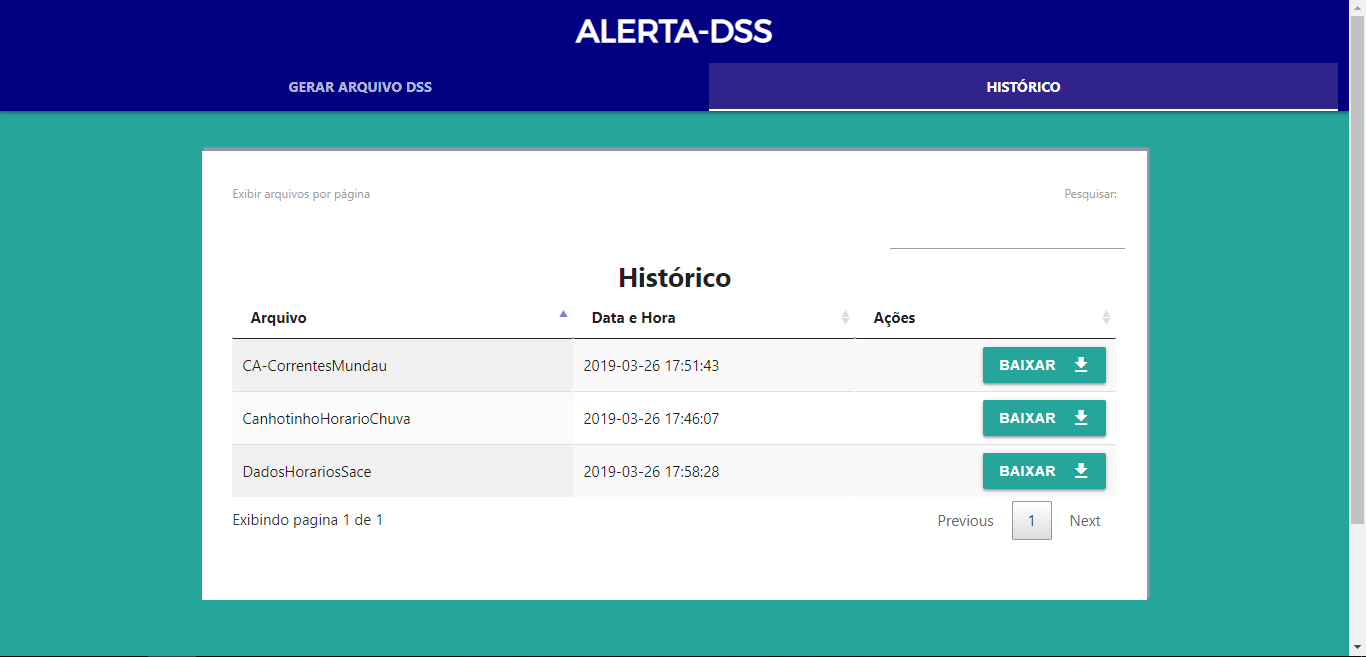 ALERTA-DSS
GERAR ARQUIVO DSS
HISTÓRICO
Exibir arquivos por página
Pesquisar:
Histórico
Arquivo Data e Hora Ações
CA-CorrentesMundau 2019-03-26 17:51:43 BAIXAR
CanhotinhoHorarioChuva 2019-03-26 17:46:07 BAIXAR
DadosHorariosSace 2019-03-26 17:58:28 BAIXAR
Exibindo pagina 1 de 1
Previous 1 Next